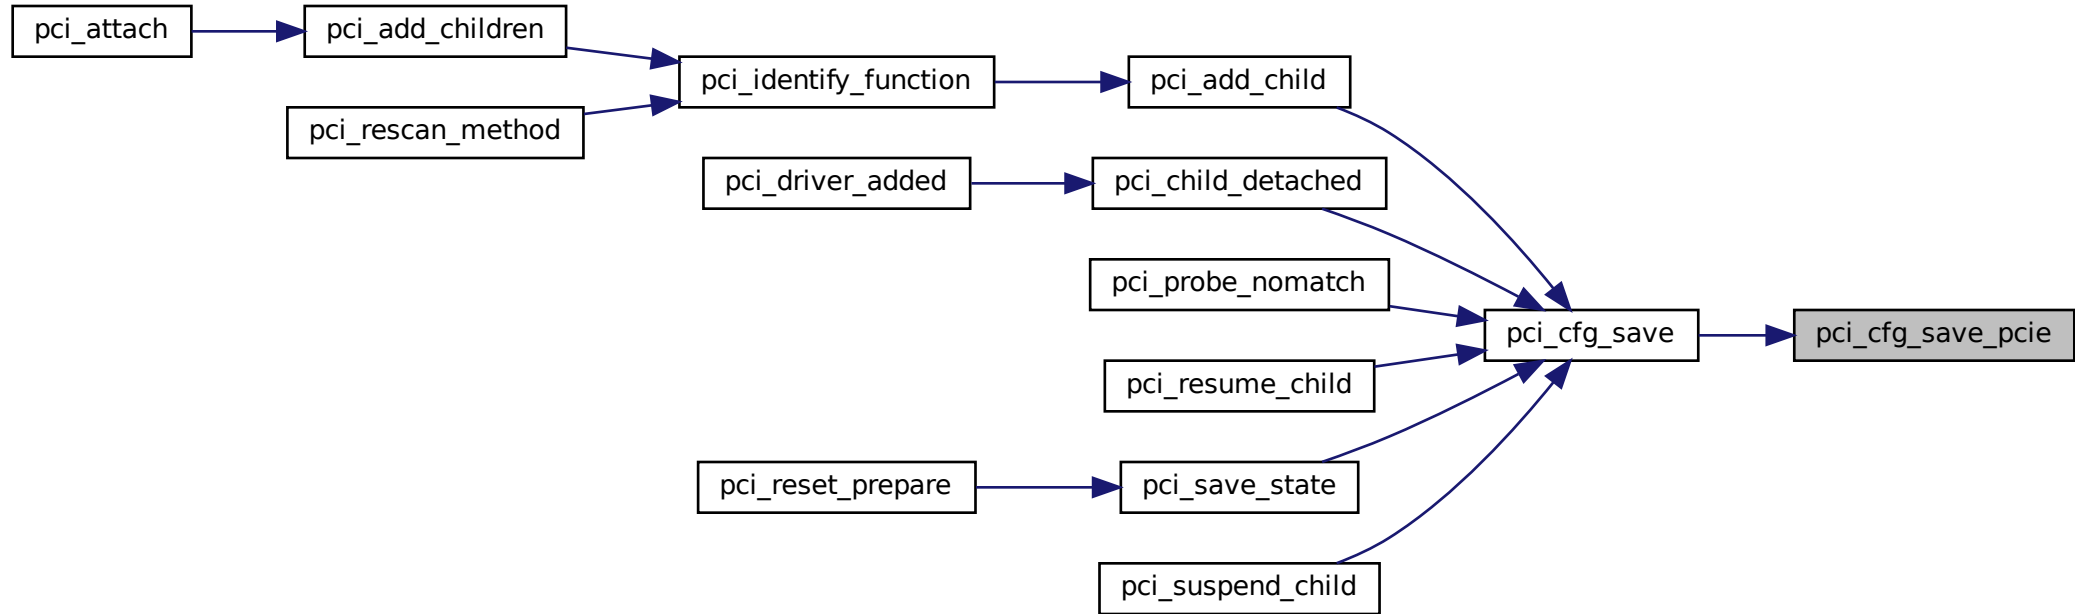 pci_attach
pci_add_children
pci_identify_function
pci_add_child
pci_rescan_method
pci_driver_added
pci_child_detached
pci_probe_nomatch
pci_cfg_save
pci_cfg_save_pcie
pci_resume_child
pci_reset_prepare
pci_save_state
pci_suspend_child